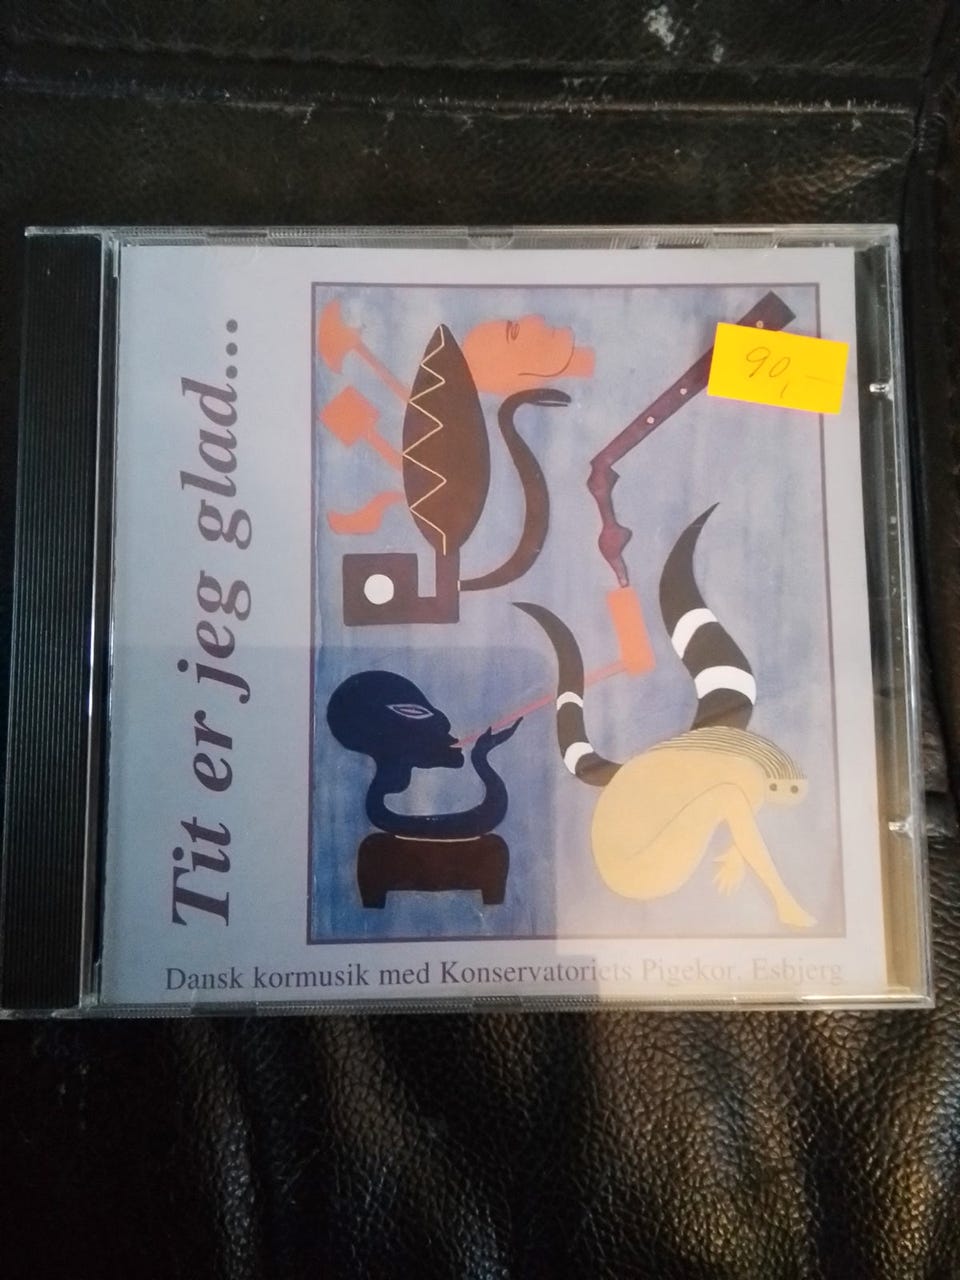 Tit er jeg glad...
90,-
Dansk kormusik med Konservatoriets Pigekor, Esbjerg